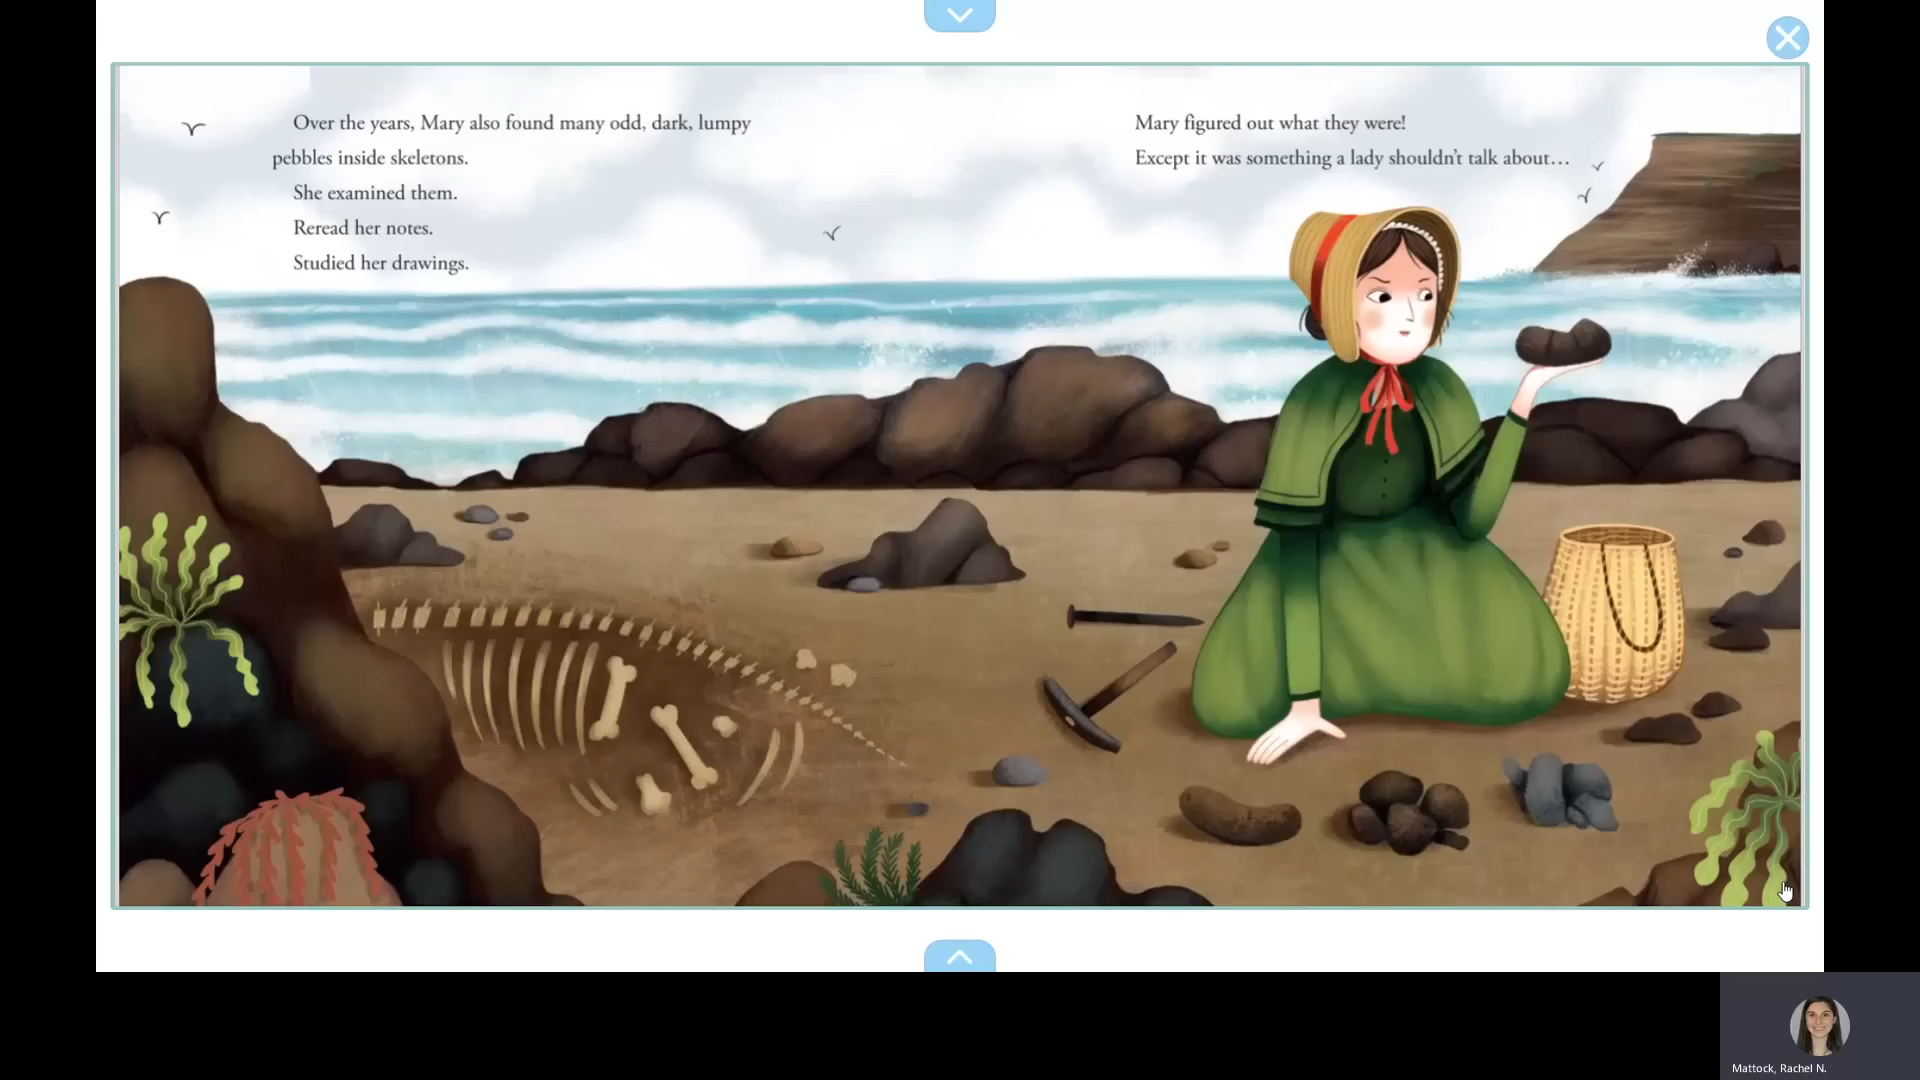 Over the years, Mary also found many odd, dark, lumpy
pebbles inside skeletons.
She examined them.
Reread her notes.
Studied her drawings.
Mary figured out what they were!
Except it was something a lady shouldn’t talk about…
Mattock, Rachel N.